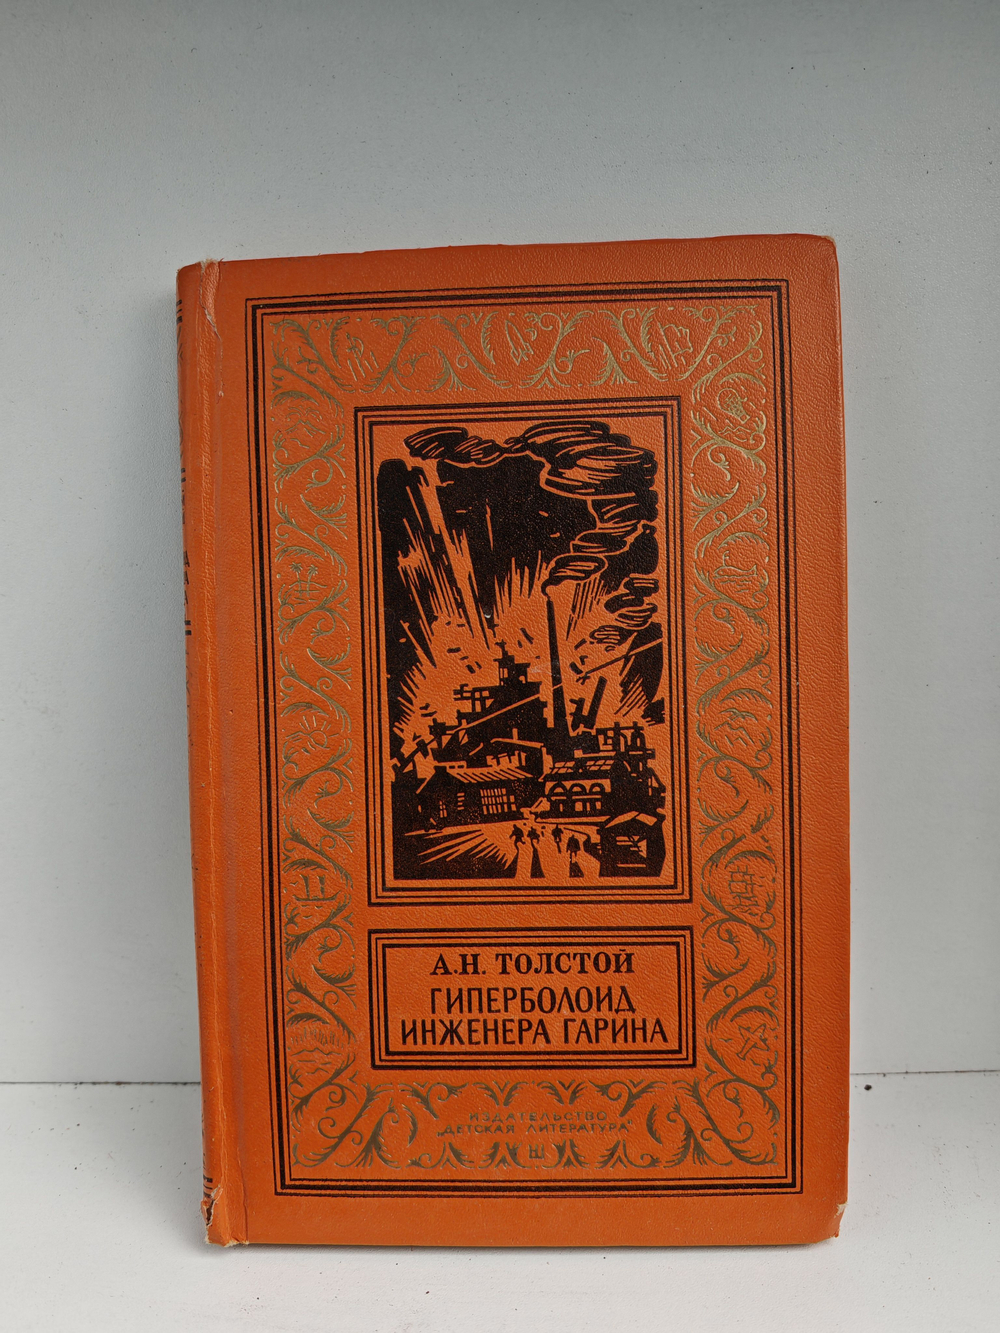 А.Н. ТОЛСТОЙ
ГИПЕРБОЛОИД
ИНЖЕНЕРА ГАРИНА
ИЗДАТЕЛЬСТВО
„ДЕТСКАЯ ЛИТЕРАТУРА"